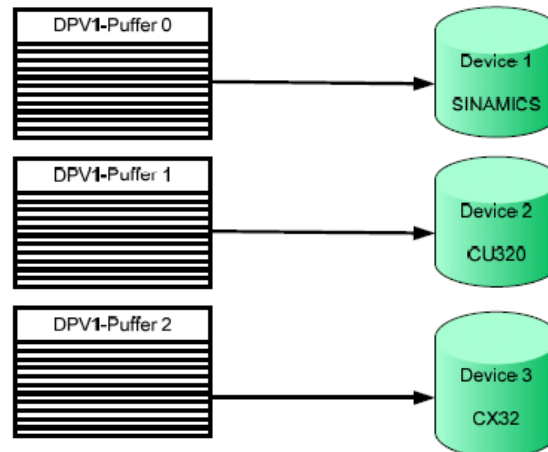 DPV1-Puffer 0
Device 1
SINAMICS
DPV1-Puffer 1
Device 2
CU320
DPV1-Puffer 2
Device 3
CX32